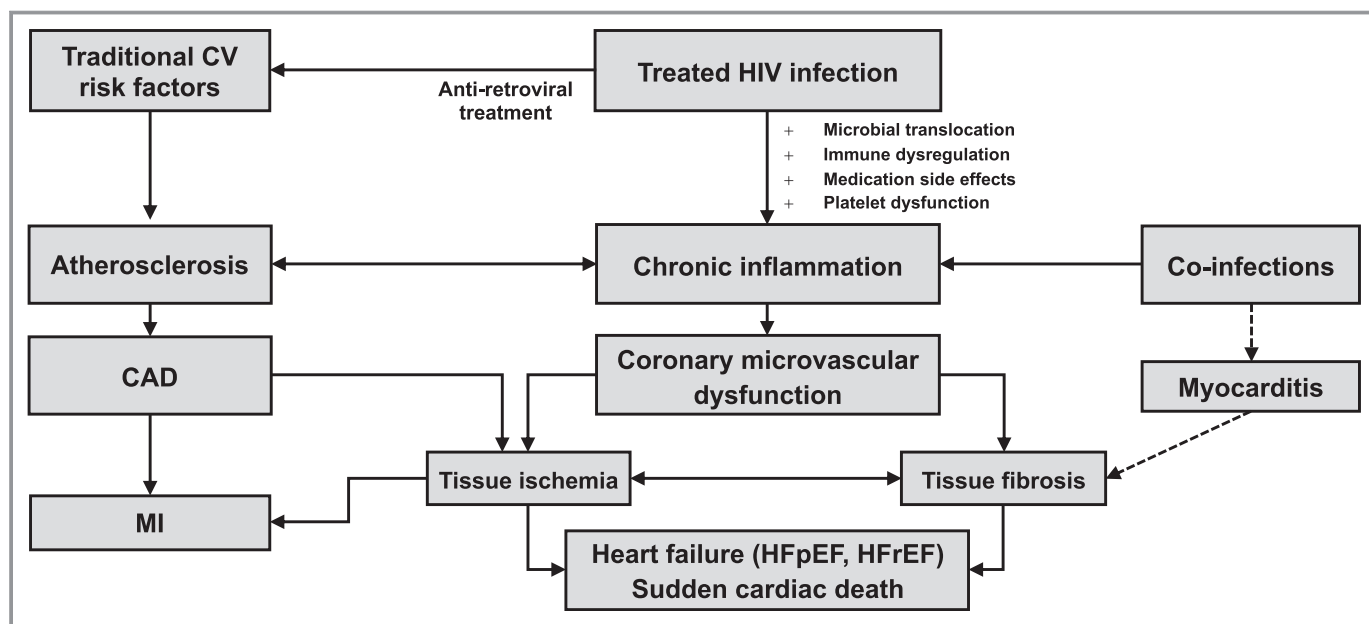 Traditional CV
risk factors
Treated HIV infection
Anti-retroviral
treatment
+ Microbial translocation
+ Immune dysregulation
+ Medication side effects
+ Platelet dysfunction
Atherosclerosis
Chronic inflammation
Co-infections
CAD
Coronary microvascular
dysfunction
Myocarditis
Tissue ischemia
Tissue fibrosis
MI
Heart failure (HFpEF, HFrEF)
Sudden cardiac death